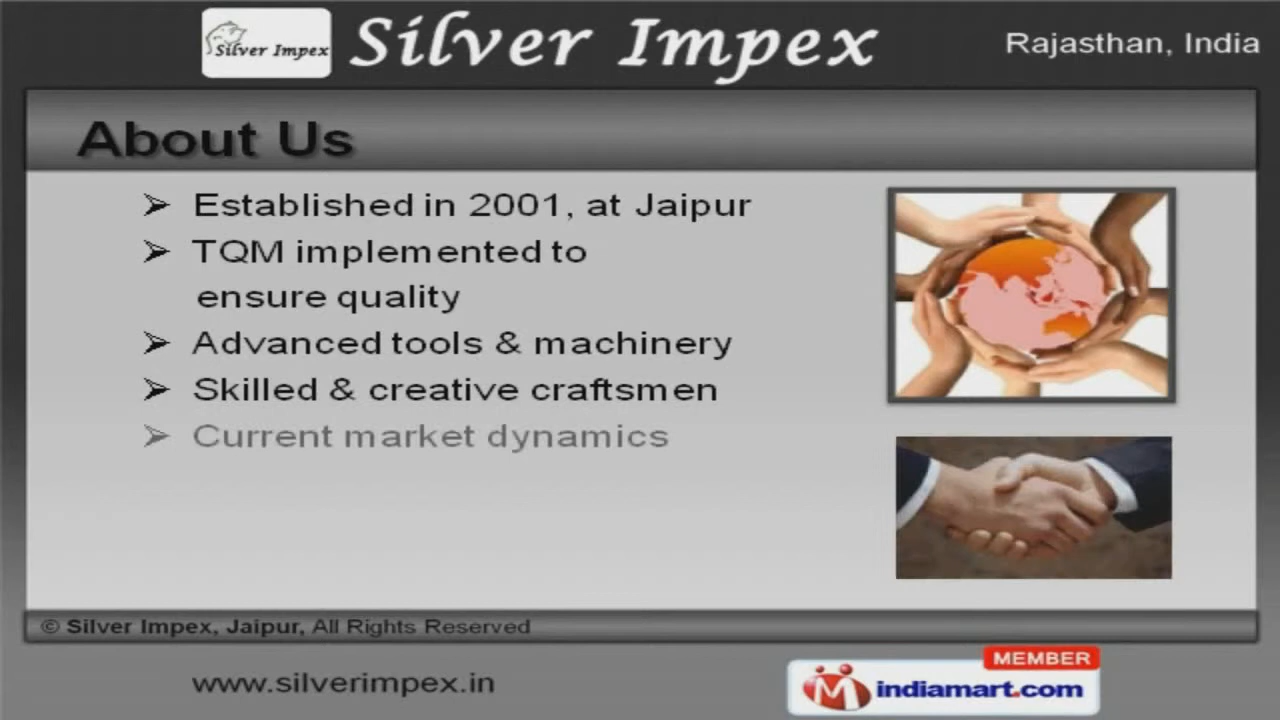 Silver Impex
Silver Impex
Rajasthan, India
About Us
➢ Established in 2001, at Jaipur
➢ TQM implemented to
ensure quality
➢ Advanced tools & machinery
➢ Skilled & creative craftsmen
➢ Current market dynamics
© Silver Impex, Jaipur, All Rights Reserved
www.silverimpex.in
MEMBER
indiamart.com